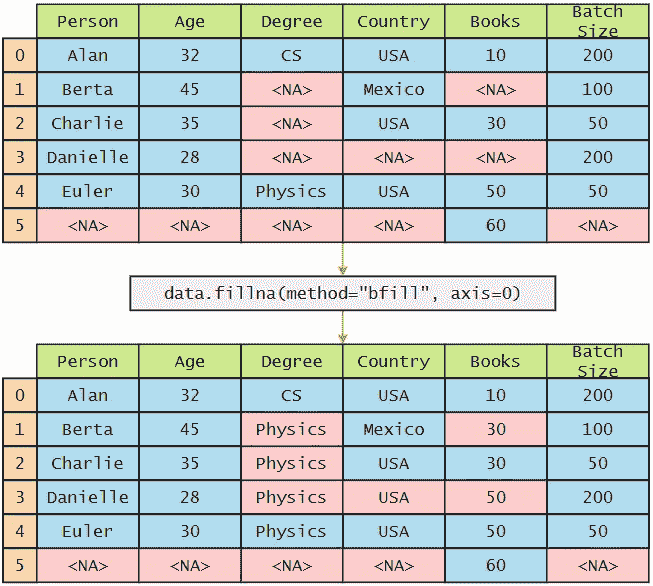 Person Age Degree Country Books Batch Size
0 Alan 32 CS USA 10 200
1 Berta 45 <NA> Mexico <NA> 100
2 Charlie 35 <NA> USA 30 50
3 Danielle 28 <NA> <NA> <NA> 200
4 Euler 30 Physics USA 50 50
5 <NA> <NA> <NA> <NA> 60 <NA>
data.fillna(method="bfill", axis=0)
Person Age Degree Country Books Batch Size
0 Alan 32 CS USA 10 200
1 Berta 45 Physics Mexico 30 100
2 Charlie 35 Physics USA 30 50
3 Danielle 28 Physics USA 50 200
4 Euler 30 Physics USA 50 50
5 <NA> <NA> <NA> <NA> 60 <NA>